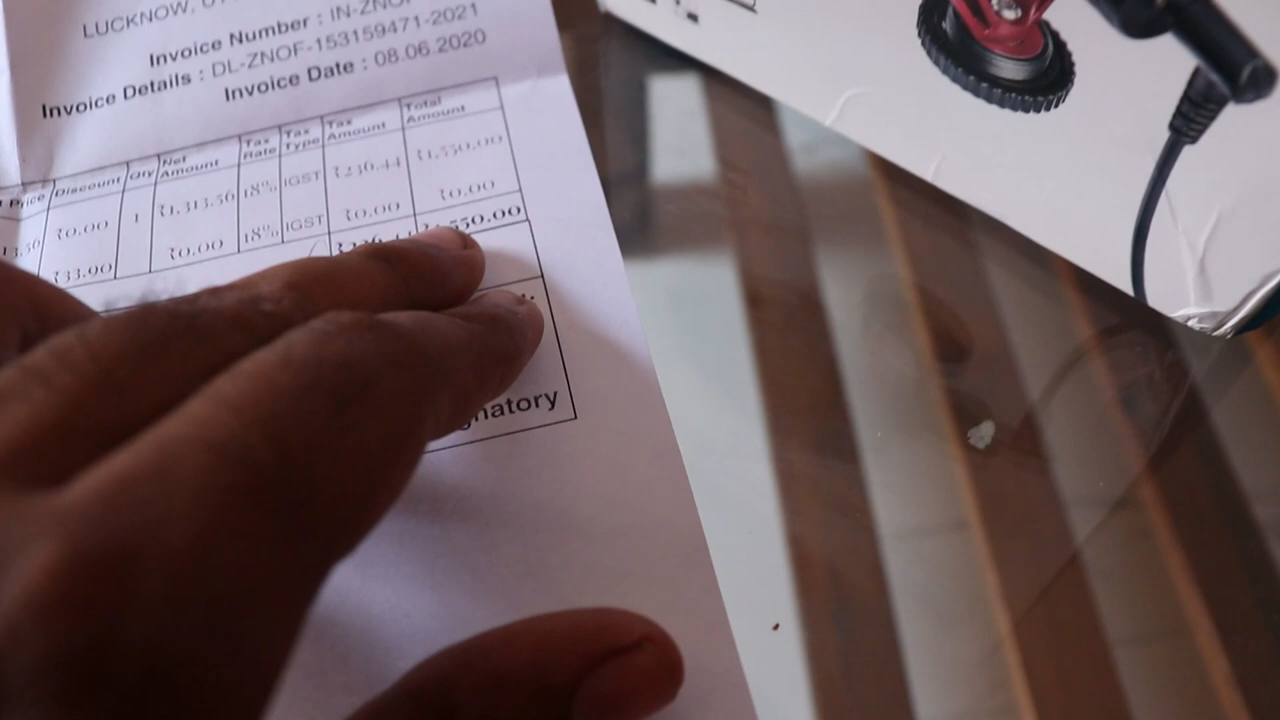 LUCKNOW,
Invoice Number : IN-ZNOF
Invoice Details : DL-ZNOF-153159471-2021
Invoice Date : 08.06.2020
Price Discount Qty Net Amount Tax Rate Tax Type Tax Amount Total Amount
₹0.00 1 ₹1,313.56 18% IGST ₹236.44 ₹1,550.00
₹33.90 ₹0.00 18% IGST ₹0.00 ₹0.00
550.00
natory